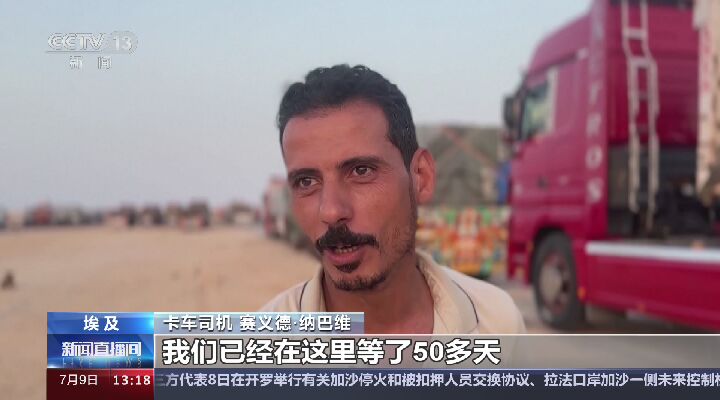 CCTV 13
新闻
埃及
卡车司机 赛义德·纳巴维
新闻直播间
我们已经在这里等了50多天
7月9日 13:18
三方代表8日在开罗举行有关加沙停火和被扣押人员交换协议、拉法口岸加沙一侧未来控制权